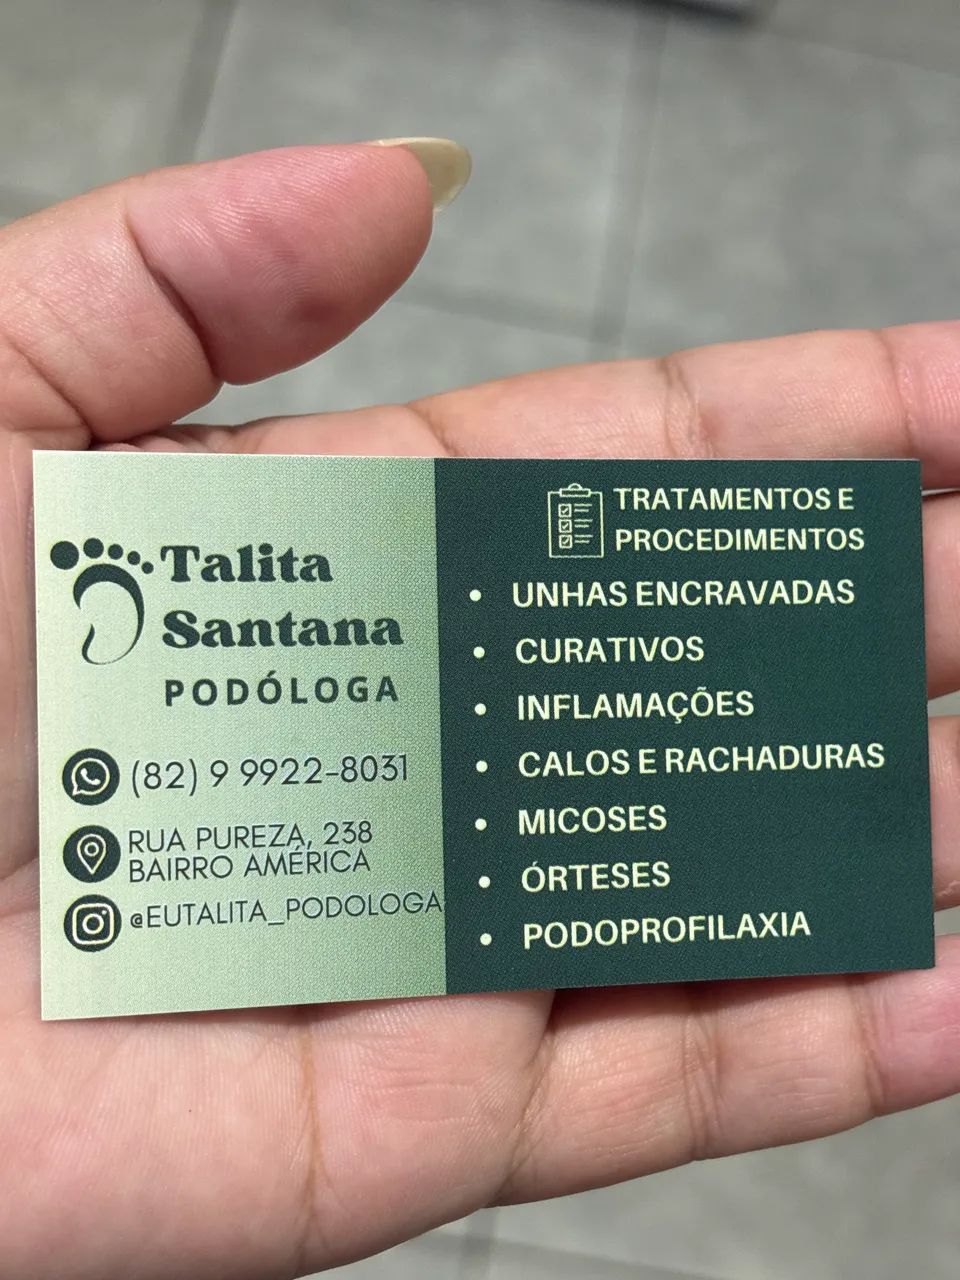 Talita
Santana
PODÓLOGA
(82) 9 9922-8031
RUA PUREZA, 238
BAIRRO AMÉRICA
@EUTALITA_PODOLOGA
TRATAMENTOS E
PROCEDIMENTOS
• UNHAS ENCRAVADAS
• CURATIVOS
• INFLAMAÇÕES
• CALOS E RACHADURAS
• MICOSES
• ÓRTESES
• PODOPROFILAXIA